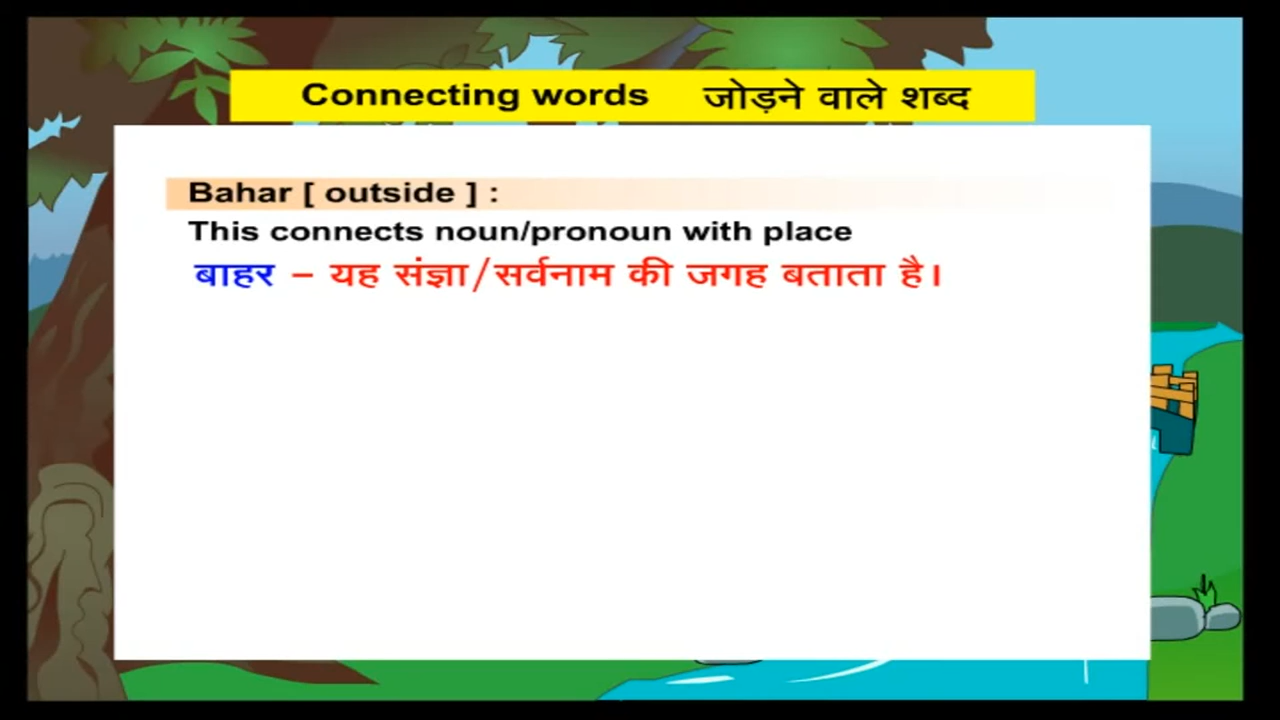 Connecting words जोड़ने वाले शब्द
Bahar [ outside ] :
This connects noun/pronoun with place
बाहर – यह संज्ञा/सर्वनाम की जगह बताता है।